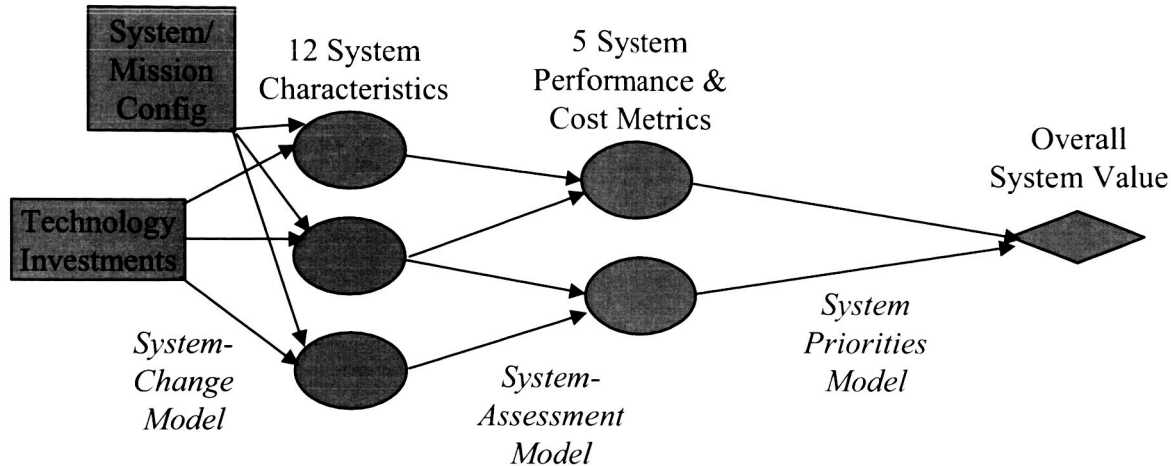 System/
Mission
Config
12 System
Characteristics
5 System
Performance &
Cost Metrics
Overall
System Value
Technology
Investments
System-
Change
Model
System-
Assessment
Model
System
Priorities
Model